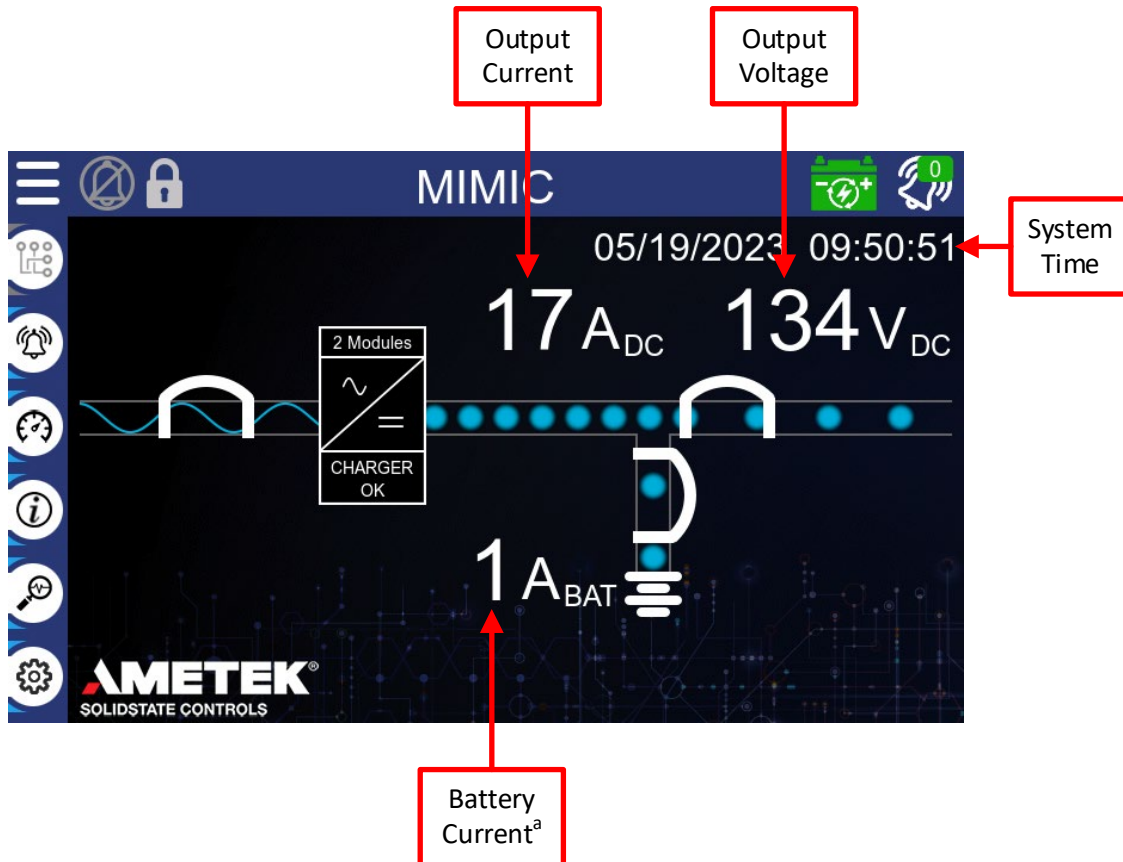 Output
Current
Output
Voltage
MIMIC
0
05/19/2023 09:50:51
System
Time
17 ADC
134 VDC
2 Modules
CHARGER
OK
1 ABAT
AMETEK®
SOLIDSTATE CONTROLS
Battery
Currentᵃ